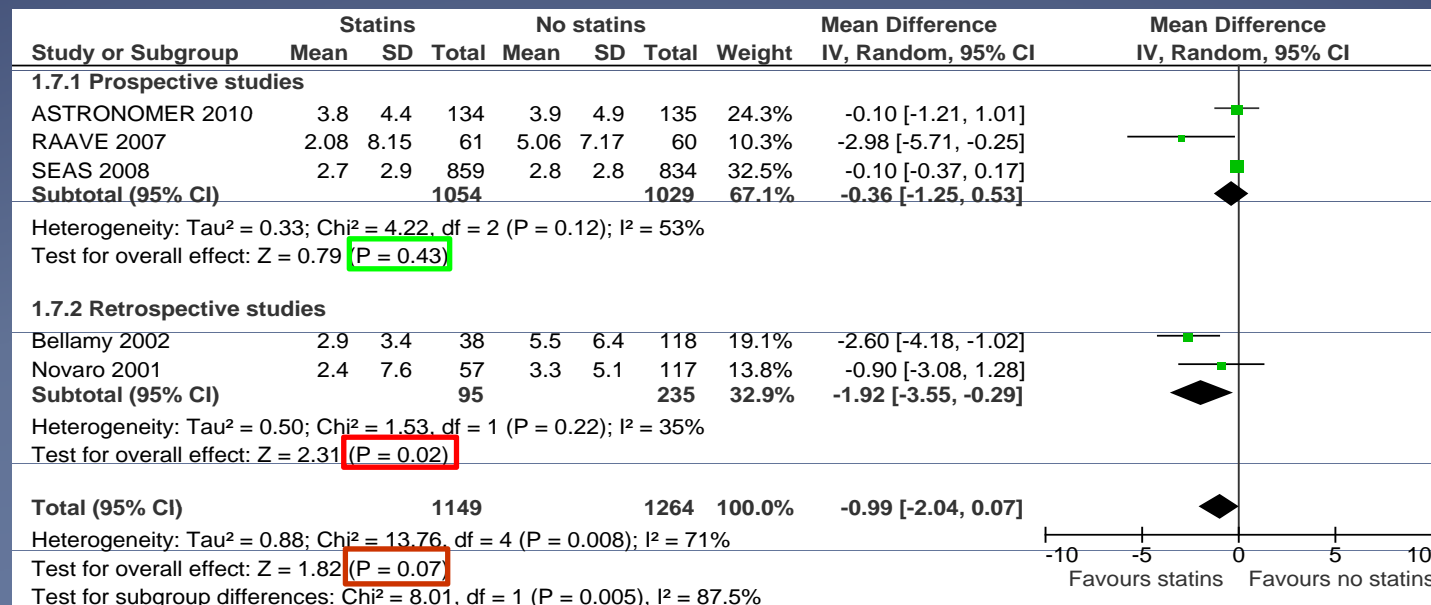 Statins No statins Mean Difference Mean Difference
Study or Subgroup Mean SD Total Mean SD Total Weight IV, Random, 95% CI IV, Random, 95% CI
1.7.1 Prospective studies
ASTRONOMER 2010 3.8 4.4 134 3.9 4.9 135 24.3% -0.10 [-1.21, 1.01]
RAAVE 2007 2.08 8.15 61 5.06 7.17 60 10.3% -2.98 [-5.71, -0.25]
SEAS 2008 2.7 2.9 859 2.8 2.8 834 32.5% -0.10 [-0.37, 0.17]
Subtotal (95% CI) 1054 1029 67.1% -0.36 [-1.25, 0.53]
Heterogeneity: Tau² = 0.33; Chi² = 4.22, df = 2 (P = 0.12); I² = 53%
Test for overall effect: Z = 0.79 (P = 0.43)
1.7.2 Retrospective studies
Bellamy 2002 2.9 3.4 38 5.5 6.4 118 19.1% -2.60 [-4.18, -1.02]
Novaro 2001 2.4 7.6 57 3.3 5.1 117 13.8% -0.90 [-3.08, 1.28]
Subtotal (95% CI) 95 235 32.9% -1.92 [-3.55, -0.29]
Heterogeneity: Tau² = 0.50; Chi² = 1.53, df = 1 (P = 0.22); I² = 35%
Test for overall effect: Z = 2.31 (P = 0.02)
Total (95% CI) 1149 1264 100.0% -0.99 [-2.04, 0.07]
Heterogeneity: Tau² = 0.88; Chi² = 13.76, df = 4 (P = 0.008); I² = 71%
Test for overall effect: Z = 1.82 (P = 0.07)
Test for subgroup differences: Chi² = 8.01, df = 1 (P = 0.005), I² = 87.5%
-10 -5 0 5 10
Favours statins Favours no statins